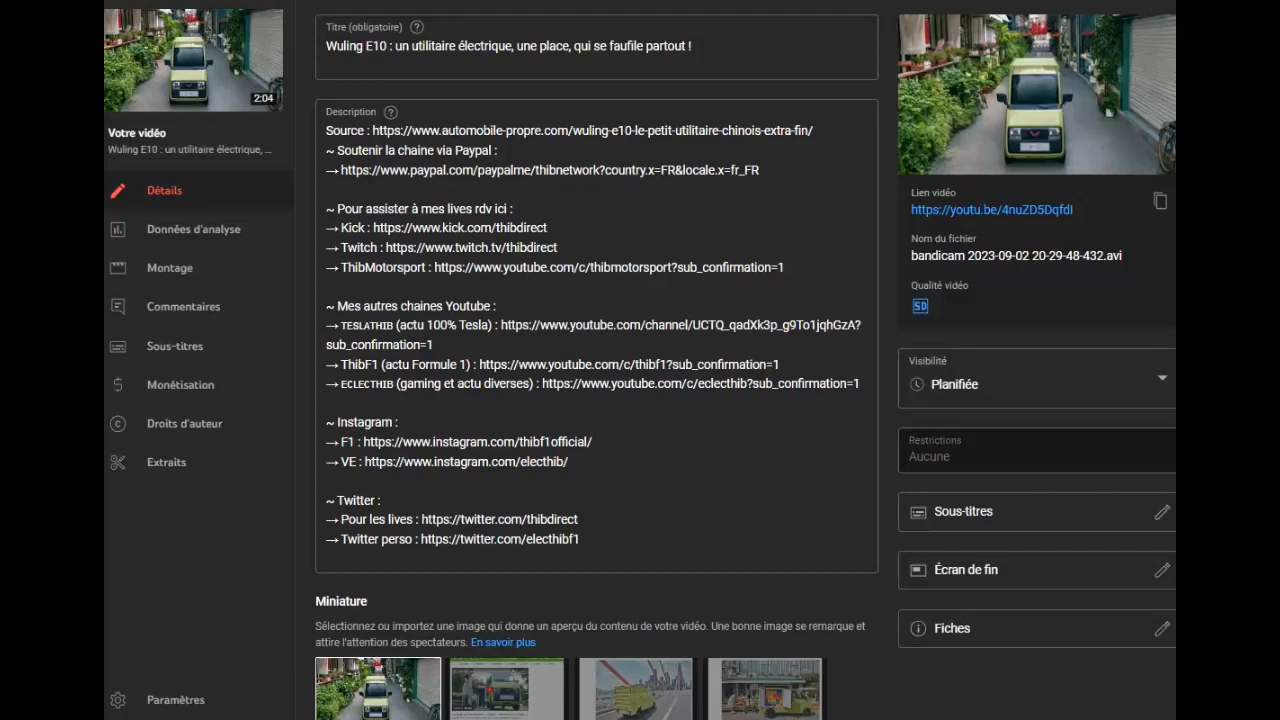 2:04
Votre vidéo
Wuling E10 : un utilitaire électrique, ...
Détails
Données d'analyse
Montage
Commentaires
Sous-titres
Monétisation
Droits d'auteur
Extraits
Paramètres
Titre (obligatoire)
Wuling E10 : un utilitaire électrique, une place, qui se faufile partout !
Description
Source : https://www.automobile-propre.com/wuling-e10-le-petit-utilitaire-chinois-extra-fin/
~ Soutenir la chaine via Paypal :
→ https://www.paypal.com/paypalme/thibnetwork?country.x=FR&locale.x=fr_FR
~ Pour assister à mes lives rdv ici :
→ Kick : https://www.kick.com/thibdirect
→ Twitch : https://www.twitch.tv/thibdirect
→ ThibMotorsport : https://www.youtube.com/c/thibmotorsport?sub_confirmation=1
~ Mes autres chaines Youtube :
→ ᴛᴇsʟᴀᴛʜɪʙ (actu 100% Tesla) : https://www.youtube.com/channel/UCTQ_qadXk3p_g9To1jqhGzA?
sub_confirmation=1
→ ThibF1 (actu Formule 1) : https://www.youtube.com/c/thibf1?sub_confirmation=1
→ ᴇᴄʟᴇᴄᴛʜɪʙ (gaming et actu diverses) : https://www.youtube.com/c/eclecthib?sub_confirmation=1
~ Instagram :
→ F1 : https://www.instagram.com/thibf1official/
→ VE : https://www.instagram.com/electhib/
~ Twitter :
→ Pour les lives : https://twitter.com/thibdirect
→ Twitter perso : https://twitter.com/electhibf1
Miniature
Sélectionnez ou importez une image qui donne un aperçu du contenu de votre vidéo. Une bonne image se remarque et
attire l'attention des spectateurs. En savoir plus
Lien vidéo
https://youtu.be/4nuZD5DqfdI
Nom du fichier
bandicam 2023-09-02 20-29-48-432.avi
Qualité vidéo
SD
Visibilité
Planifiée
Restrictions
Aucune
Sous-titres
Écran de fin
Fiches